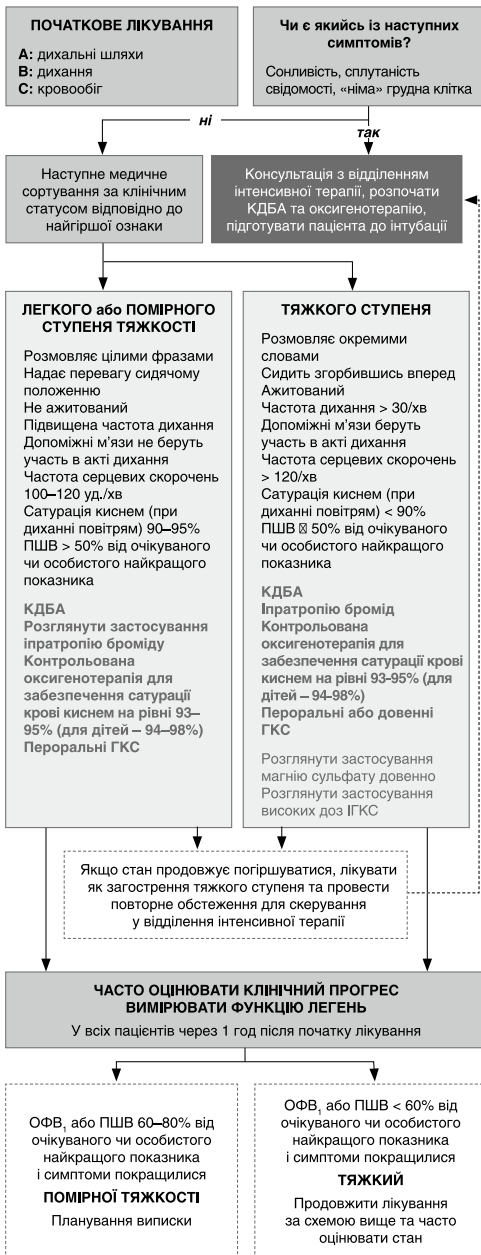 ПОЧАТКОВЕ ЛІКУВАННЯ
A: дихальні шляхи
B: дихання
C: кровообіг
Чи є якийсь із наступних
симптомів?
Сонливість, сплутаність
свідомості, «німа» грудна клітка
ні
так
Наступне медичне
сортування за клінічним
статусом відповідно до
найгіршої ознаки
Консультація з відділенням
інтенсивної терапії, розпочати
КДБА та оксигенотерапію,
підготувати пацієнта до інтубації
ЛЕГКОГО або ПОМІРНОГО
СТУПЕНЯ ТЯЖКОСТІ
Розмовляє цілими фразами
Надає перевагу сидячому
положенню
Не ажитований
Підвищена частота дихання
Допоміжні м’язи не беруть
участь в акті дихання
Частота серцевих скорочень
100–120 уд./хв
Сатурація киснем (при
диханні повітрям) 90–95%
ПШВ > 50% від очікуваного
чи особистого найкращого
показника
КДБА
Розглянути застосування
іпратропію броміду
Контрольована
оксигенотерапія для
забезпечення сатурації
крові киснем на рівні 93–
95% (для дітей – 94–98%)
Пероральні ГКС
ТЯЖКОГО СТУПЕНЯ
Розмовляє окремими
словами
Сидить згорбившись вперед
Ажитований
Частота дихання > 30/хв
Допоміжні м’язи беруть
участь в акті дихання
Частота серцевих скорочень
> 120/хв
Сатурація киснем (при
диханні повітрям) < 90%
ПШВ 50% від очікуваного
чи особистого найкращого
показника
КДБА
Іпратропію бромід
Контрольована
оксигенотерапія для
забезпечення сатурації крові
киснем на рівні 93-95% (для
дітей – 94-98%)
Пероральні або довенні
ГКС
Розглянути застосування
магнію сульфату довенно
Розглянути застосування
високих доз ІГКС
Якщо стан продовжує погіршуватися, лікувати
як загострення тяжкого ступеня та провести
повторне обстеження для скерування
у відділення інтенсивної терапії
ЧАСТО ОЦІНЮВАТИ КЛІНІЧНИЙ ПРОГРЕС
ВИМІРЮВАТИ ФУНКЦІЮ ЛЕГЕНЬ
У всіх пацієнтів через 1 год після початку лікування
ОФВ₁ або ПШВ 60–80% від
очікуваного чи особистого
найкращого показника
і симптоми покращилися
ПОМІРНОЇ ТЯЖКОСТІ
Планування виписки
ОФВ₁ або ПШВ < 60% від
очікуваного чи особистого
найкращого показника
і симптоми покращилися
ТЯЖКИЙ
Продовжити лікування
за схемою вище та часто
оцінювати стан